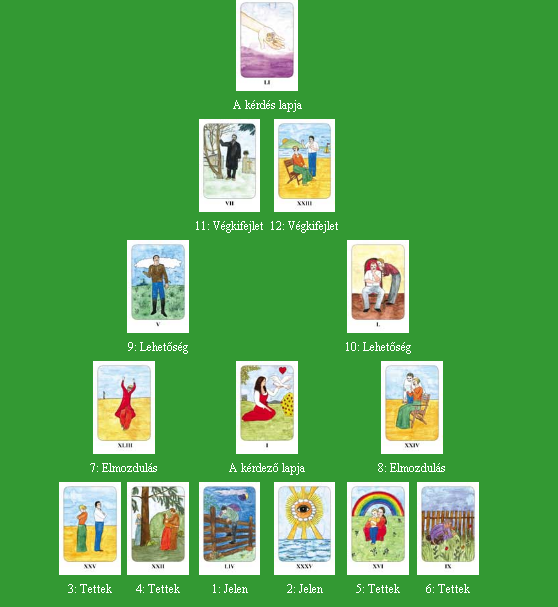 LI
A kérdés lapja
VII XXIII
11: Végkifejlet 12: Végkifejlet
V L
9: Lehetőség 10: Lehetőség
XLIII I XXIV
7: Elmozdulás A kérdező lapja 8: Elmozdulás
XXV XXII LIV XXXV XVI IX
3: Tettek 4: Tettek 1: Jelen 2: Jelen 5: Tettek 6: Tettek